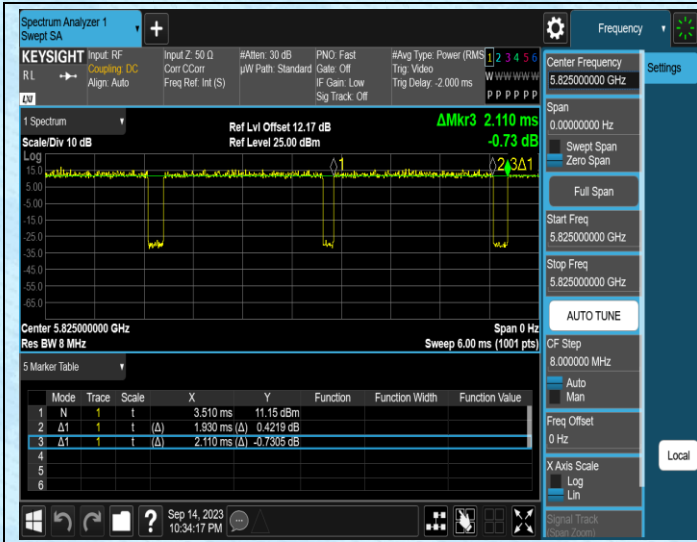 Spectrum Analyzer 1
Swept SA
Frequency
KEYSIGHT
RL
LXI
Input: RF
Coupling: DC
Align: Auto
Input Z: 50 Ω
Corr CCorr
Freq Ref: Int (S)
#Atten: 30 dB
µW Path: Standard
PNO: Fast
Gate: Off
IF Gain: Low
Sig Track: Off
#Avg Type: Power (RMS
Trig: Video
Trig Delay: -2.000 ms
1 2 3 4 5 6
W W W W W W
P P P P P P
1 Spectrum
Scale/Div 10 dB
Ref Lvl Offset 12.17 dB
Ref Level 25.00 dBm
ΔMkr3 2.110 ms
-0.73 dB
Log
15.0
5.00
-5.00
-15.0
-25.0
-35.0
-45.0
-55.0
-65.0
1
2 3Δ1
Center 5.825000000 GHz
Res BW 8 MHz
Span 0 Hz
Sweep 6.00 ms (1001 pts)
5 Marker Table
Mode Trace Scale X Y Function Function Width Function Value
1 N 1 t 3.510 ms 11.15 dBm
2 Δ1 1 t (Δ) 1.930 ms (Δ) 0.4219 dB
3 Δ1 1 t (Δ) 2.110 ms (Δ) -0.7305 dB
4
5
6
Sep 14, 2023
10:34:17 PM
?
Center Frequency
5.825000000 GHz
Span
0.00000000 Hz
Swept Span
Zero Span
Full Span
Start Freq
5.825000000 GHz
Stop Freq
5.825000000 GHz
AUTO TUNE
CF Step
8.000000 MHz
Auto
Man
Freq Offset
0 Hz
X Axis Scale
Log
Lin
Signal Track
(Span Zoom)
Settings
Local